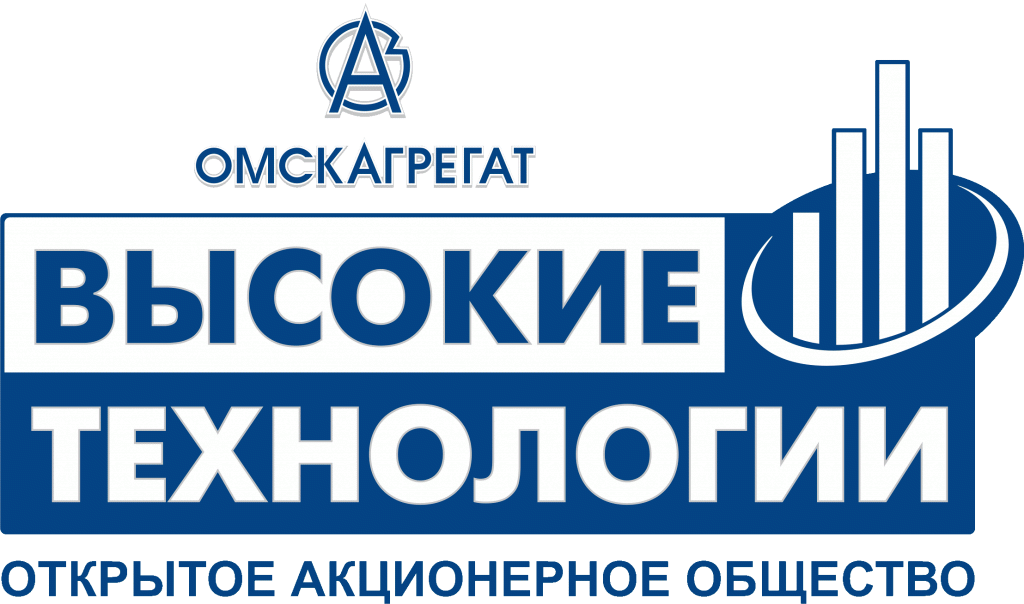 ОМСКАГРЕГАТ
ВЫСОКИЕ
ТЕХНОЛОГИИ
ОТКРЫТОЕ АКЦИОНЕРНОЕ ОБЩЕСТВО